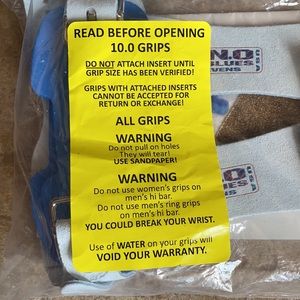 READ BEFORE OPENING
10.0 GRIPS
DO NOT ATTACH INSERT UNTIL
GRIP SIZE HAS BEEN VERIFIED!
GRIPS WITH ATTACHED INSERTS
CANNOT BE ACCEPTED FOR
RETURN OR EXCHANGE!
ALL GRIPS
WARNING
Do not pull on holes
They will tear!
USE SANDPAPER!
WARNING
Do not use women's grips on
men's hi bar.
Do not use men's ring grips
on men's hi bar.
YOU COULD BREAK YOUR WRIST.
Use of WATER on your grips will
VOID YOUR WARRANTY.
USA
USA